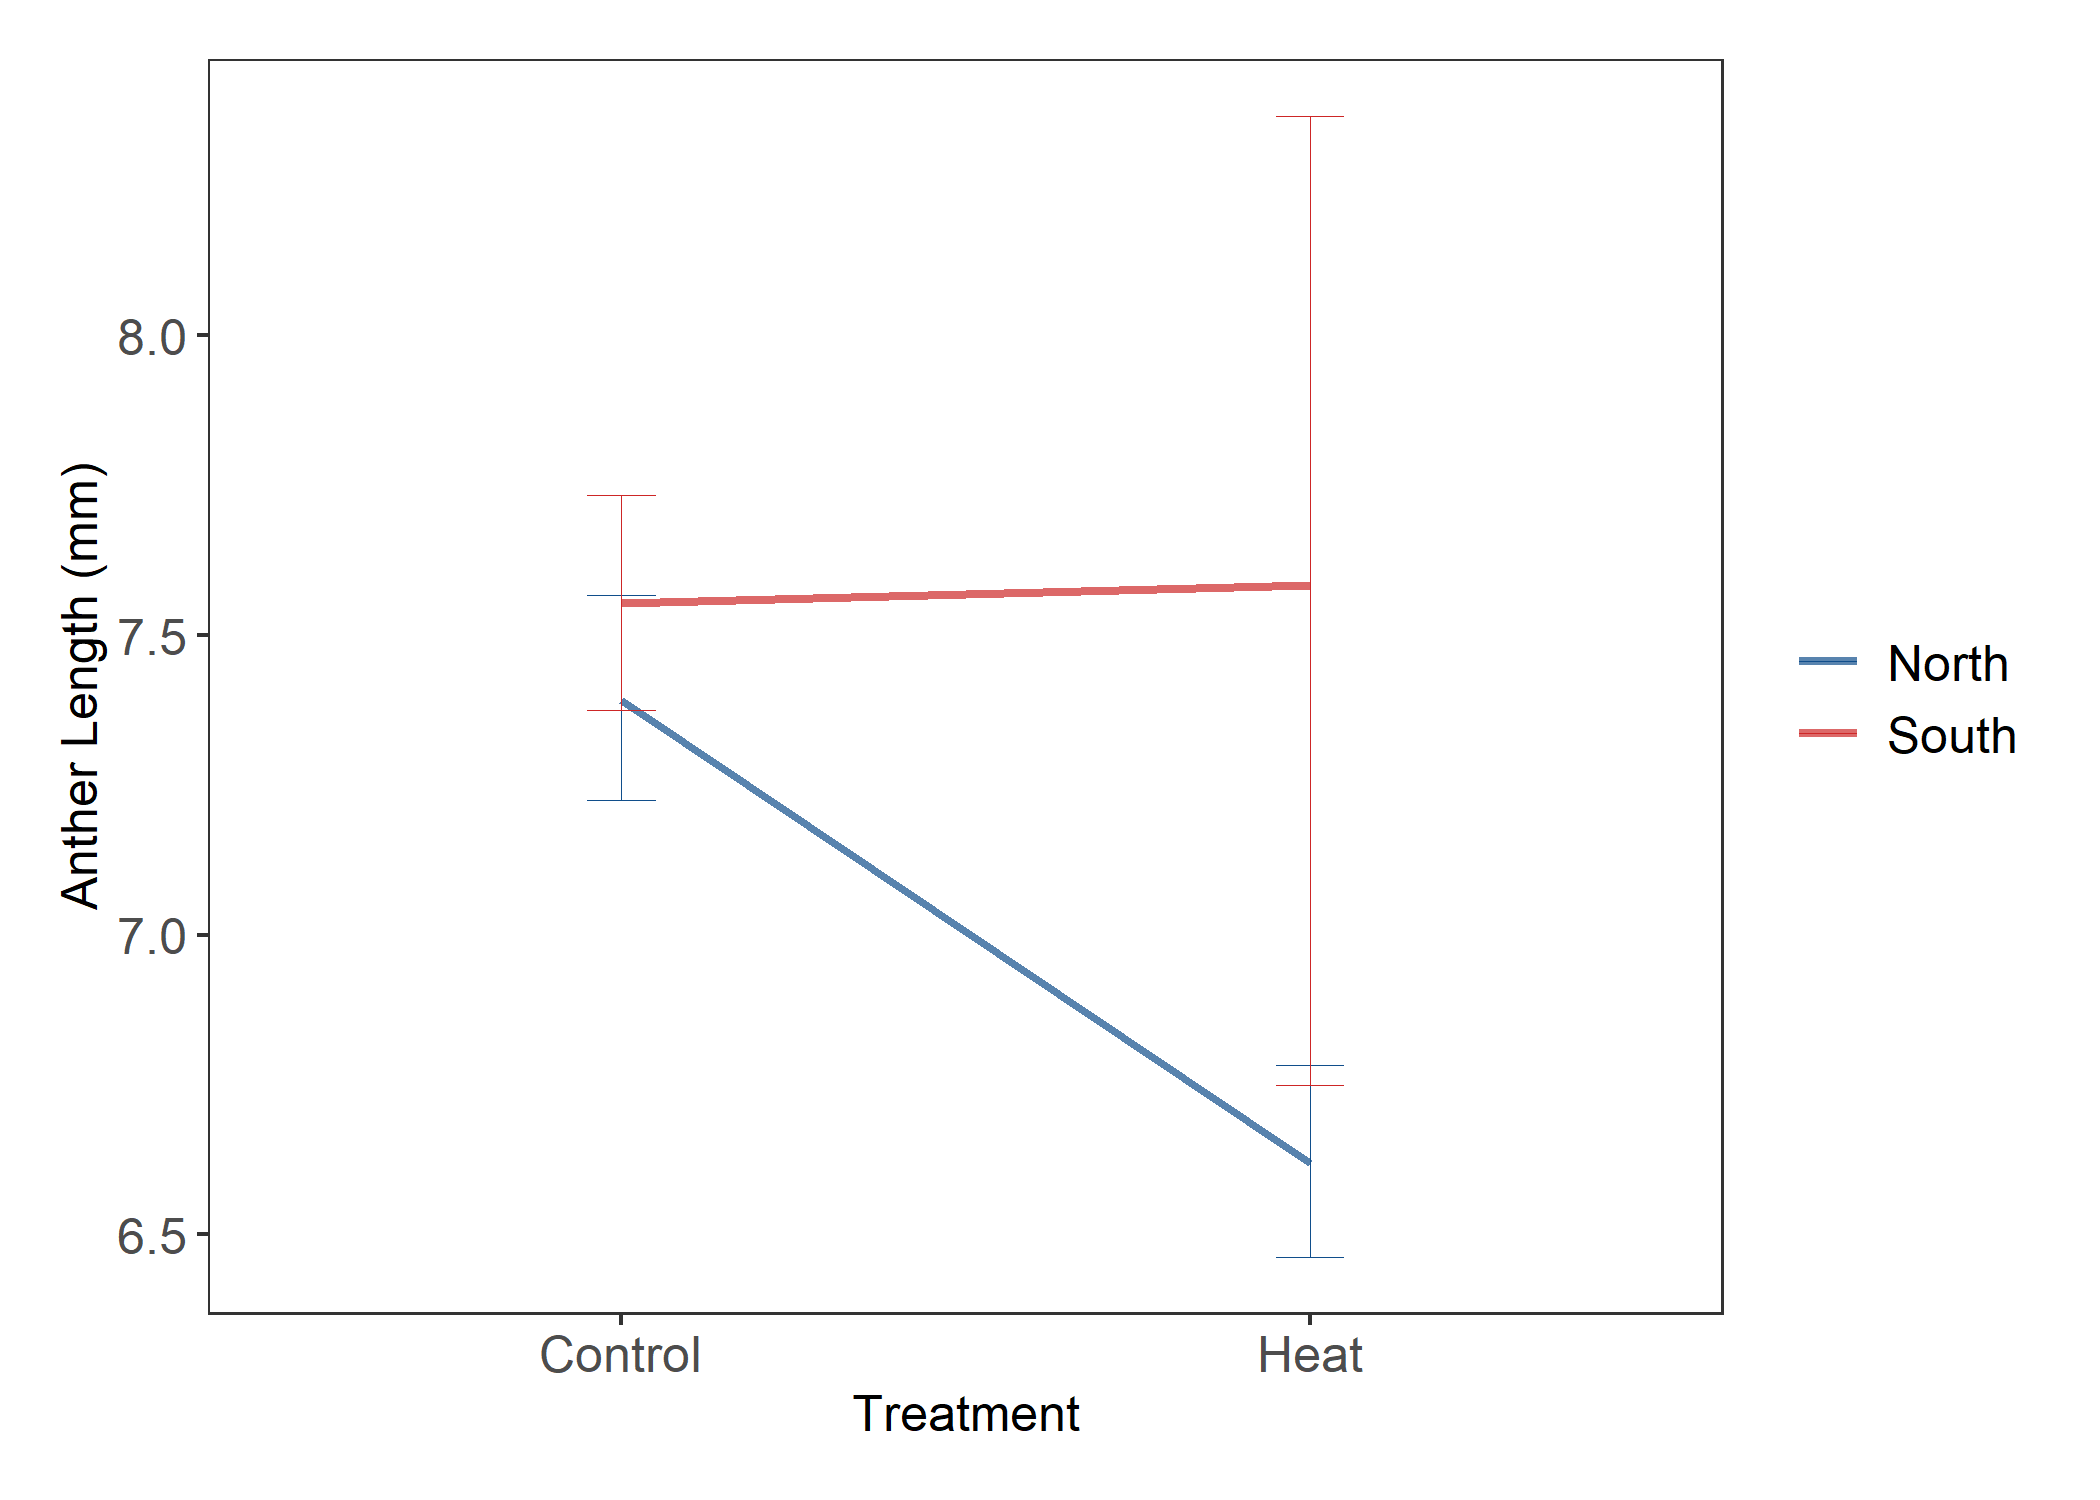 Anther Length (mm)
8.0
7.5
7.0
6.5
Control
Heat
Treatment
North
South